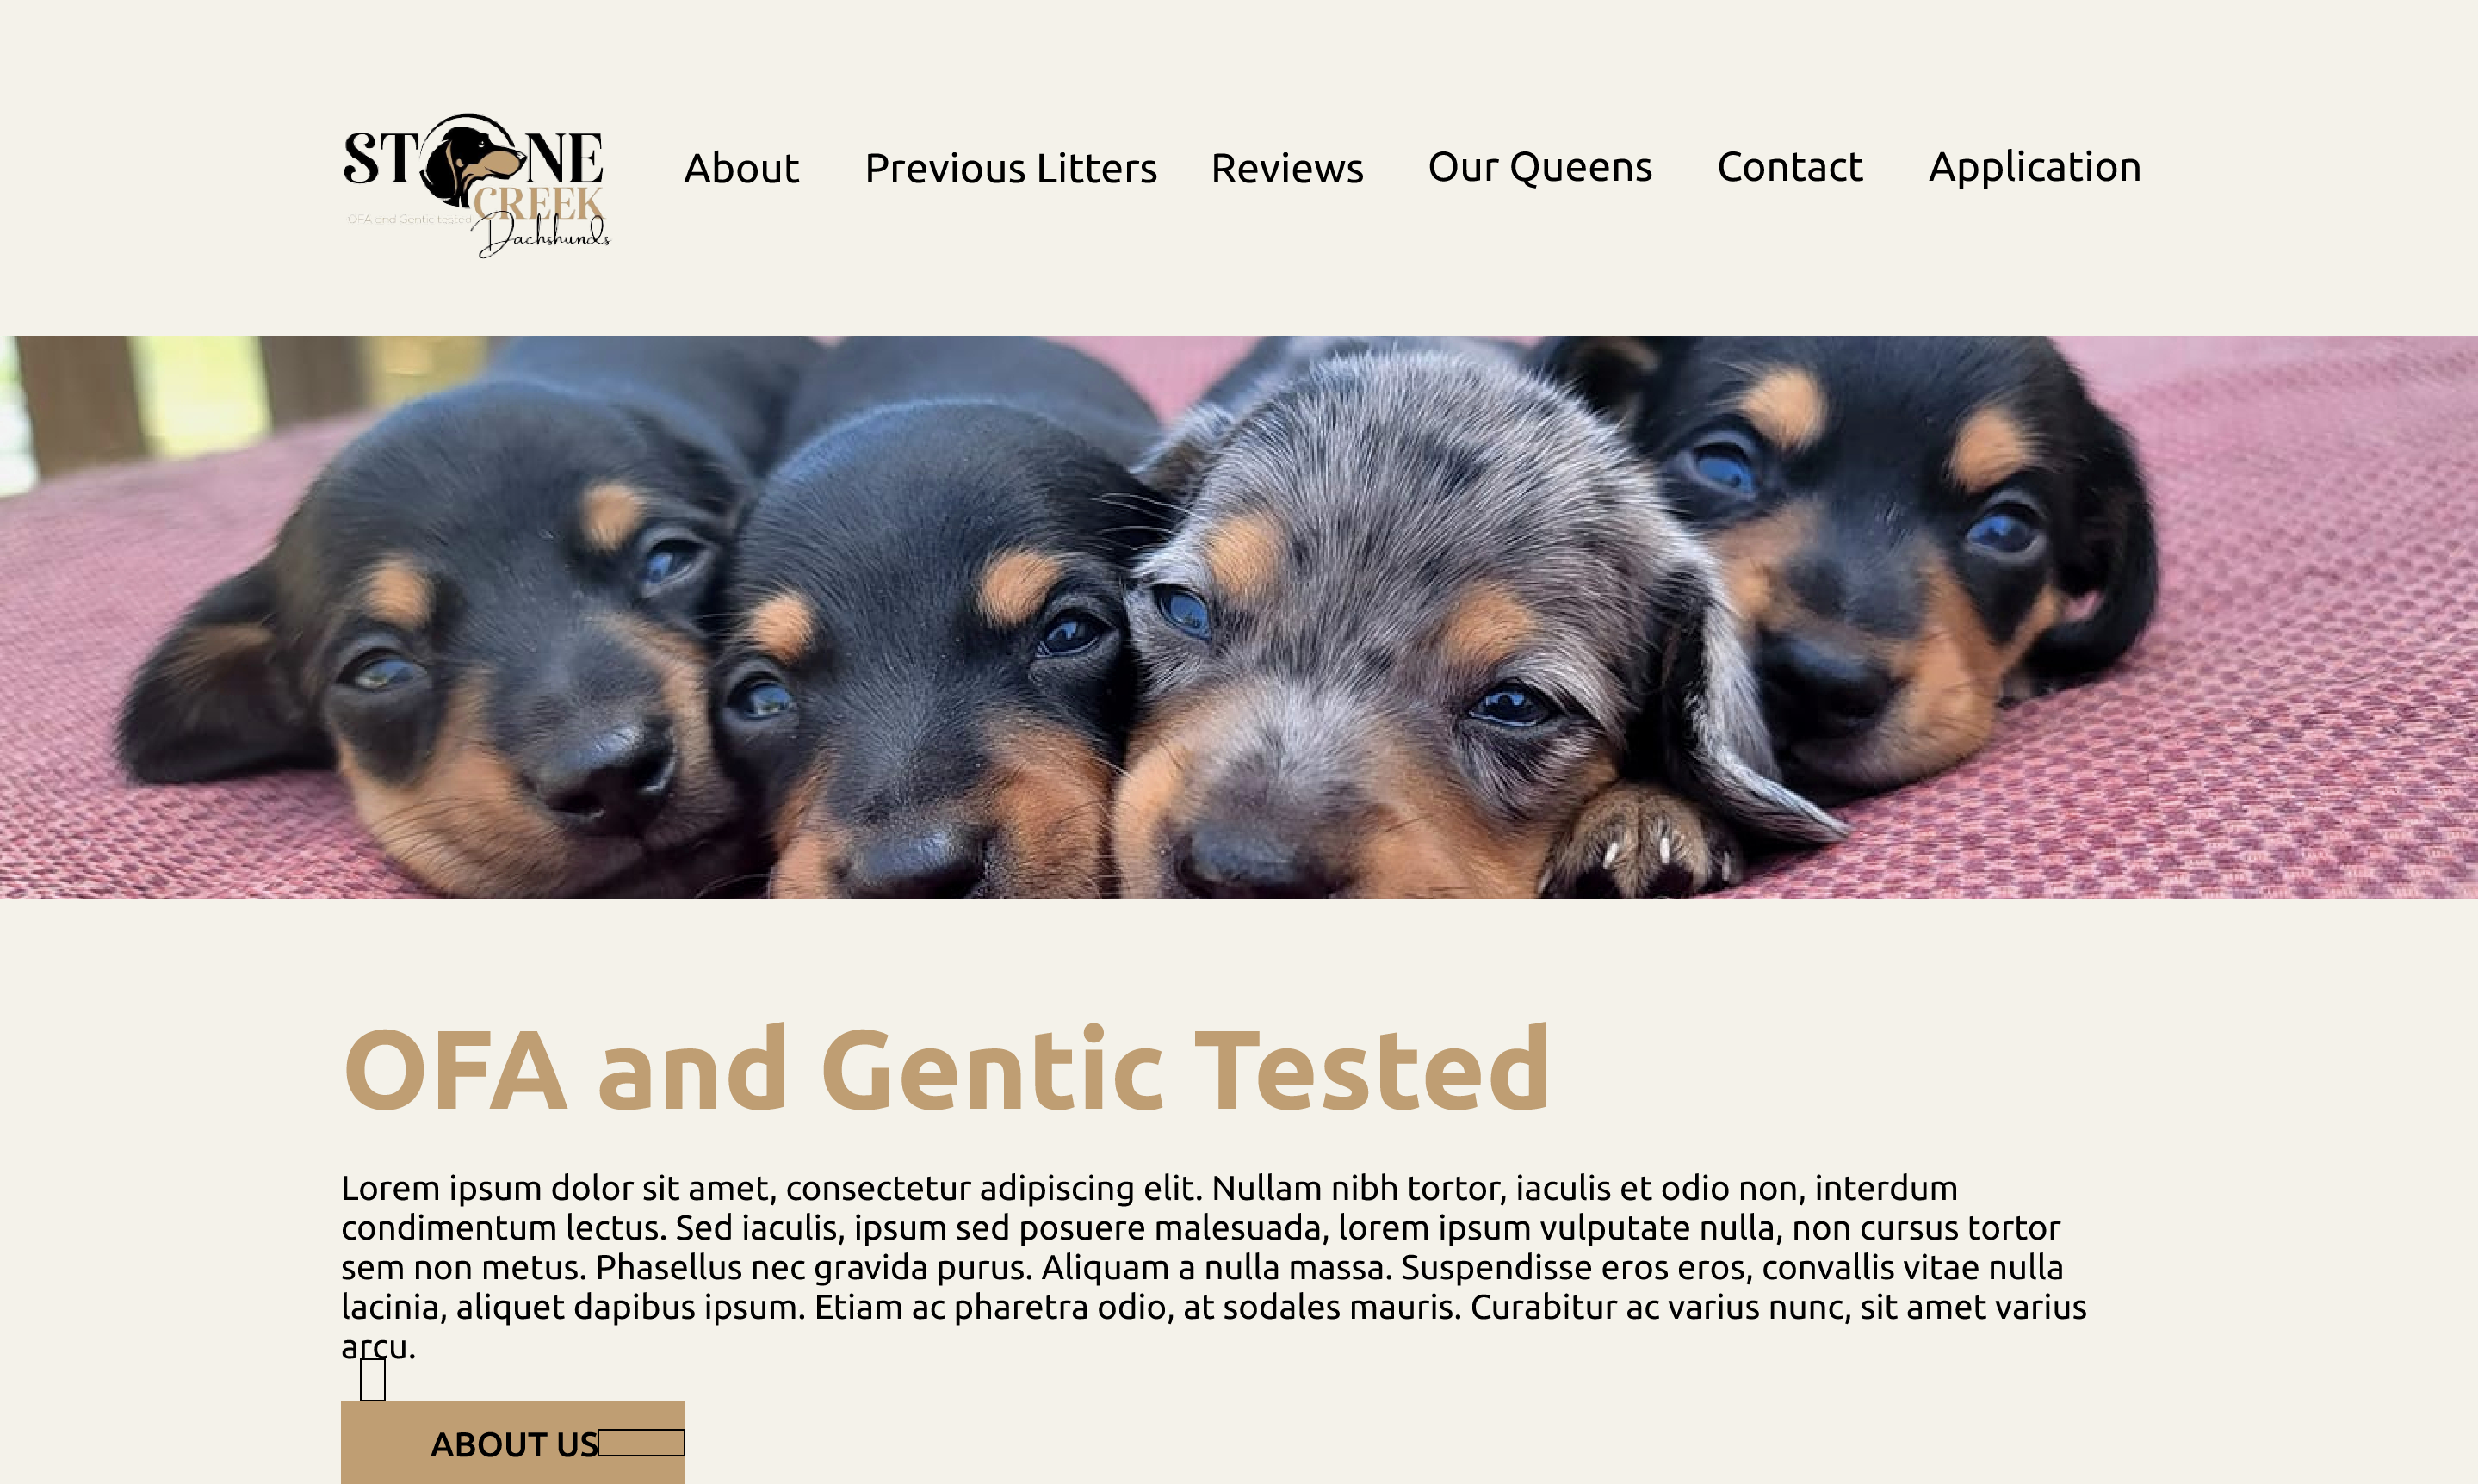 STONE
CREEK
OFA and Gentic tested
Dachshunds
About Previous Litters Reviews Our Queens Contact Application
OFA and Gentic Tested
Lorem ipsum dolor sit amet, consectetur adipiscing elit. Nullam nibh tortor, iaculis et odio non, interdum
condimentum lectus. Sed iaculis, ipsum sed posuere malesuada, lorem ipsum vulputate nulla, non cursus tortor
sem non metus. Phasellus nec gravida purus. Aliquam a nulla massa. Suspendisse eros eros, convallis vitae nulla
lacinia, aliquet dapibus ipsum. Etiam ac pharetra odio, at sodales mauris. Curabitur ac varius nunc, sit amet varius
arcu.
ABOUT US